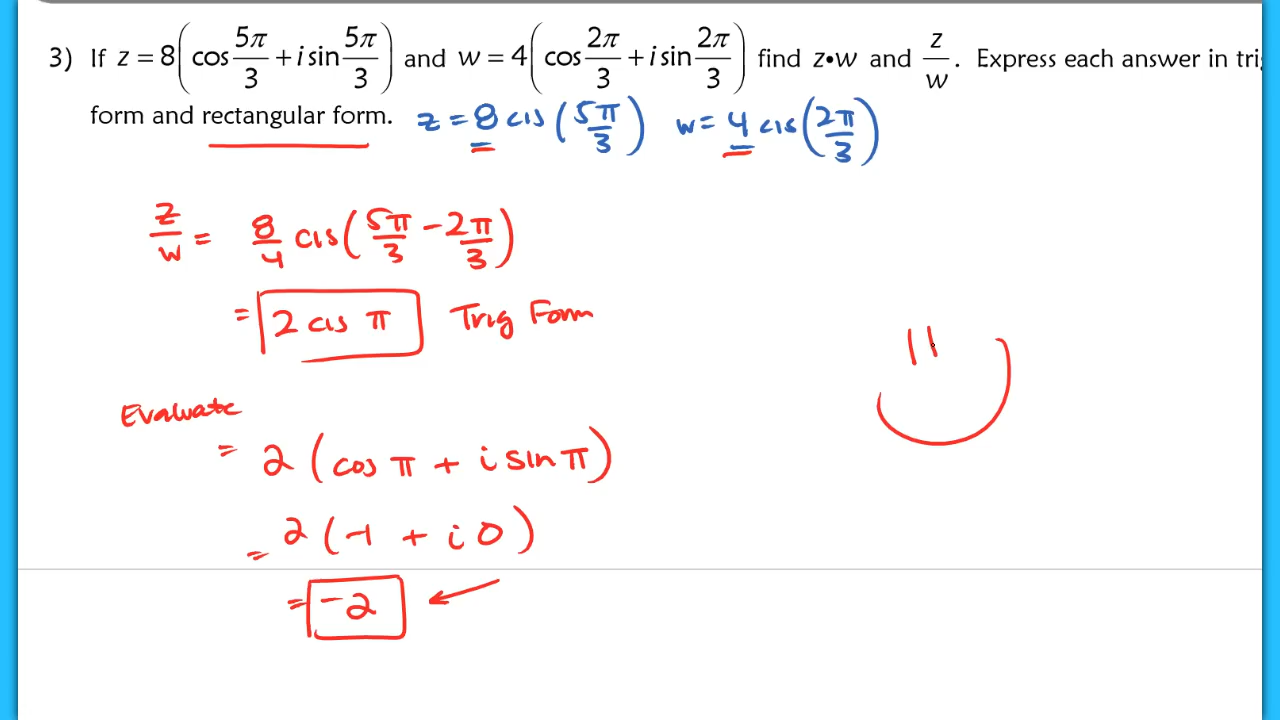 3) If z = 8(cos 5π/3 + i sin 5π/3) and w = 4(cos 2π/3 + i sin 2π/3) find z•w and z/w. Express each answer in tri
form and rectangular form. z = 8 cis (5π/3) w = 4 cis (2π/3)
z/w = 8/4 cis (5π/3 - 2π/3)
= 2 cis π Trig Form
Evaluate
= 2 (cos π + i sin π)
= 2 (-1 + i 0)
= -2